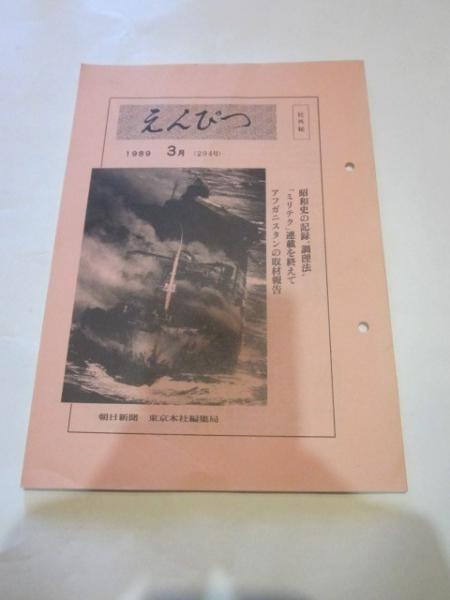 えんぴつ
社外秘
1989 3月 (294号)
昭和史の記録“調理法”
「ミリテク」連載を終えて
アフガニスタンの取材報告
朝日新聞 東京本社編集局